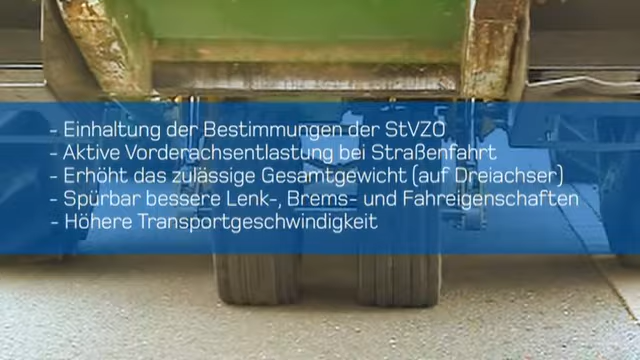 - Einhaltung der Bestimmungen der StVZO
- Aktive Vorderachsentlastung bei Straßenfahrt
- Erhöht das zulässige Gesamtgewicht (auf Dreiachser)
- Spürbar bessere Lenk-, Brems- und Fahreigenschaften
- Höhere Transportgeschwindigkeit